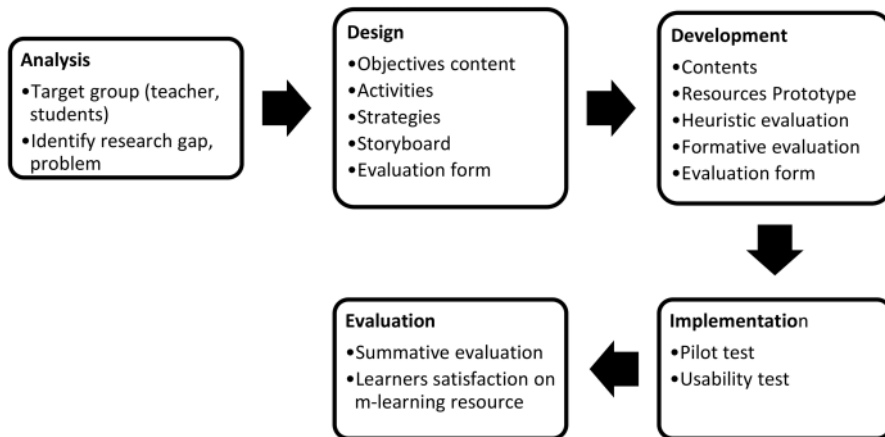 Analysis
•Target group (teacher,
students)
•Identify research gap,
problem
Design
•Objectives content
•Activities
•Strategies
•Storyboard
•Evaluation form
Development
•Contents
•Resources Prototype
•Heuristic evaluation
•Formative evaluation
•Evaluation form
Implementation
•Pilot test
•Usability test
Evaluation
•Summative evaluation
•Learners satisfaction on
m-learning resource